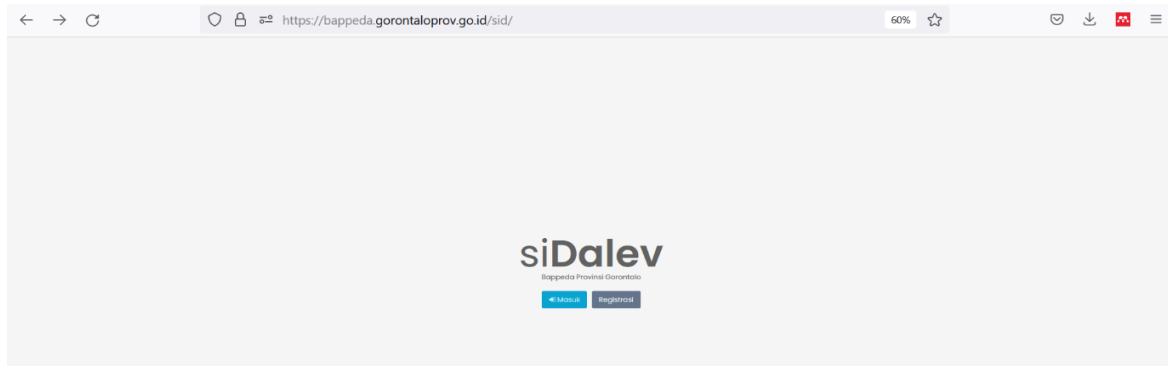 https://bappeda.gorontaloprov.go.id/sid/
60%
siDalev
Bappeda Provinsi Gorontalo
Masuk
Registrasi